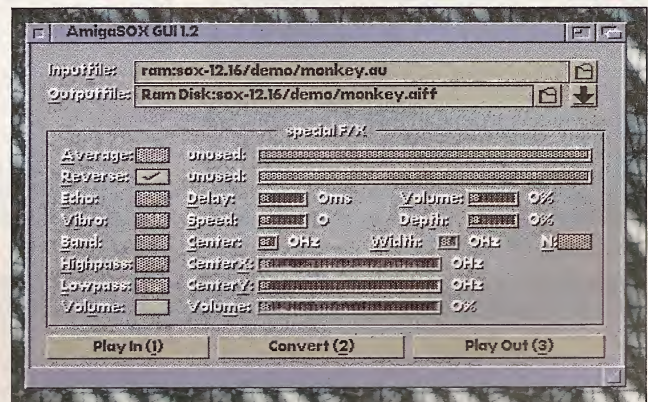 AmigaSOX GUI 1.2
Inputfile: ram:sox-12.16/demo/monkey.au
Outputfile: Ram Disk:sox-12.16/demo/monkey.aiff
special F/X
Average: unused:
Reverse: unused:
Echo: Delay: 0ms Volume: 0%
Vibro: Speed: 0 Depth: 0%
Band: Center: 0Hz Width: 0Hz N:
Highpass: CenterX: 0Hz
Lowpass: CenterY: 0Hz
Volume: Volume: 0%
Play In (1) Convert (2) Play Out (3)